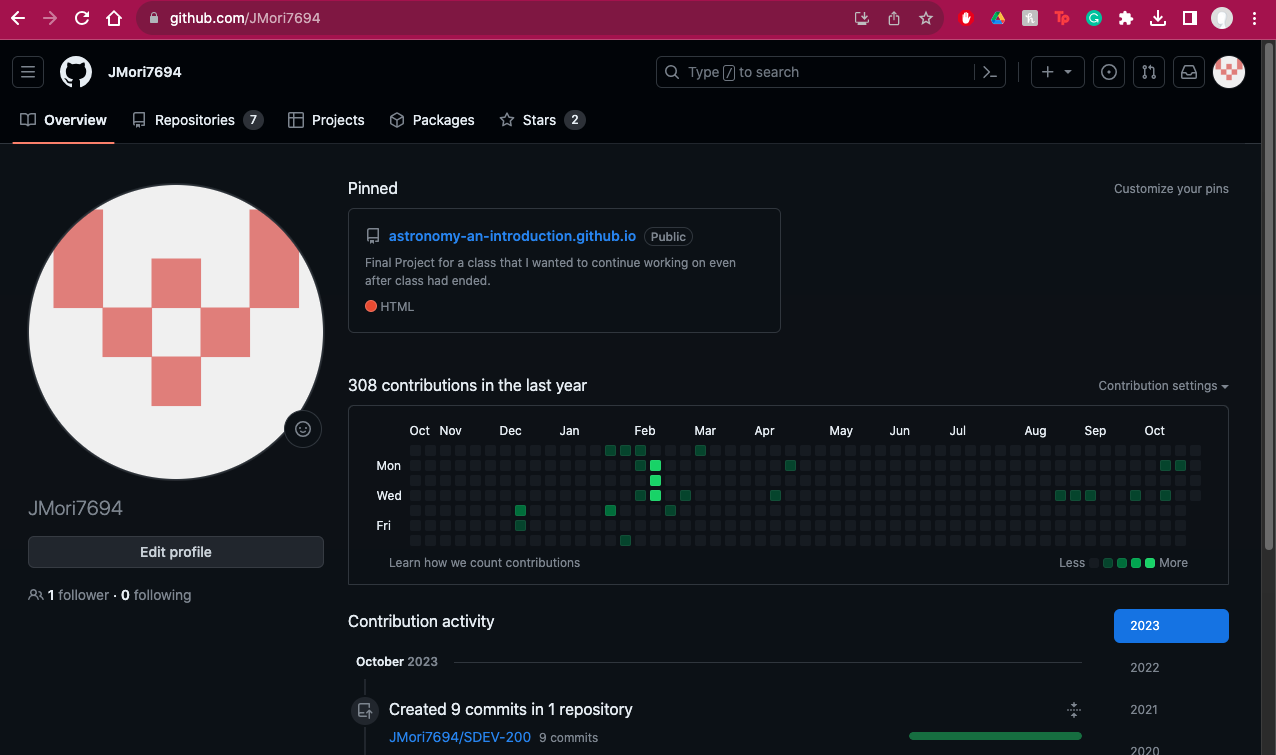 github.com/JMori7694
JMori7694
Type / to search
Overview
Repositories 7
Projects
Packages
Stars 2
Pinned
Customize your pins
astronomy-an-introduction.github.io Public
Final Project for a class that I wanted to continue working on even
after class had ended.
HTML
JMori7694
Edit profile
1 follower · 0 following
308 contributions in the last year
Contribution settings
Oct Nov Dec Jan Feb Mar Apr May Jun Jul Aug Sep Oct
Mon
Wed
Fri
Learn how we count contributions
Less More
Contribution activity
2023
2022
2021
2020
October 2023
Created 9 commits in 1 repository
JMori7694/SDEV-200 9 commits